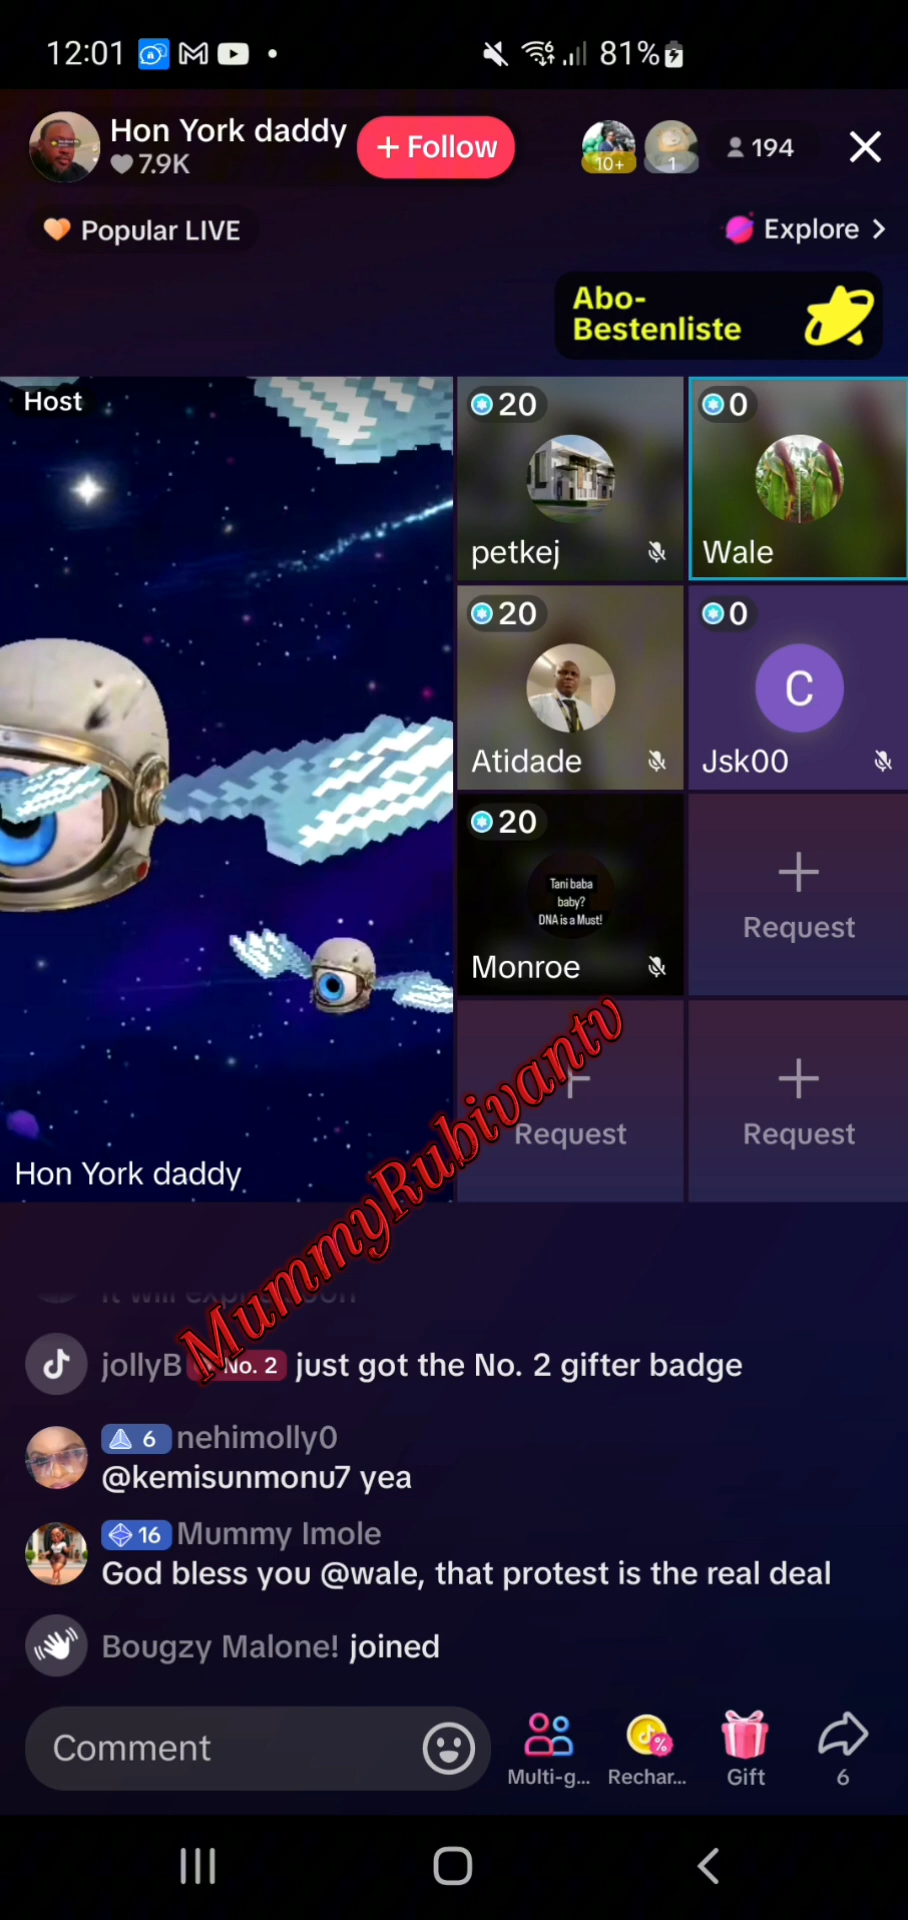 12:01
81%
Hon York daddy
7.9K
+ Follow
10+
1
194
Popular LIVE
Explore >
Abo-
Bestenliste
Host
20
petkej
0
Wale
20
Atidade
0
C
Jsk00
20
Tani baba
baby?
DNA is a Must!
Monroe
Request
Request
Request
Hon York daddy
MummyRubivantv
jollyB No. 2 just got the No. 2 gifter badge
6 nehimolly0
@kemisunmonu7 yea
16 Mummy Imole
God bless you @wale, that protest is the real deal
Bougzy Malone! joined
Comment
Multi-g...
Rechar...
Gift
6